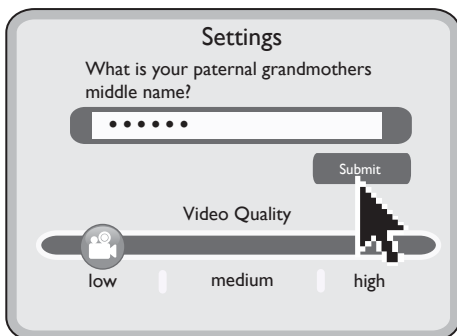 Settings
What is your paternal grandmothers
middle name?
••••••
Submit
Video Quality
low medium high